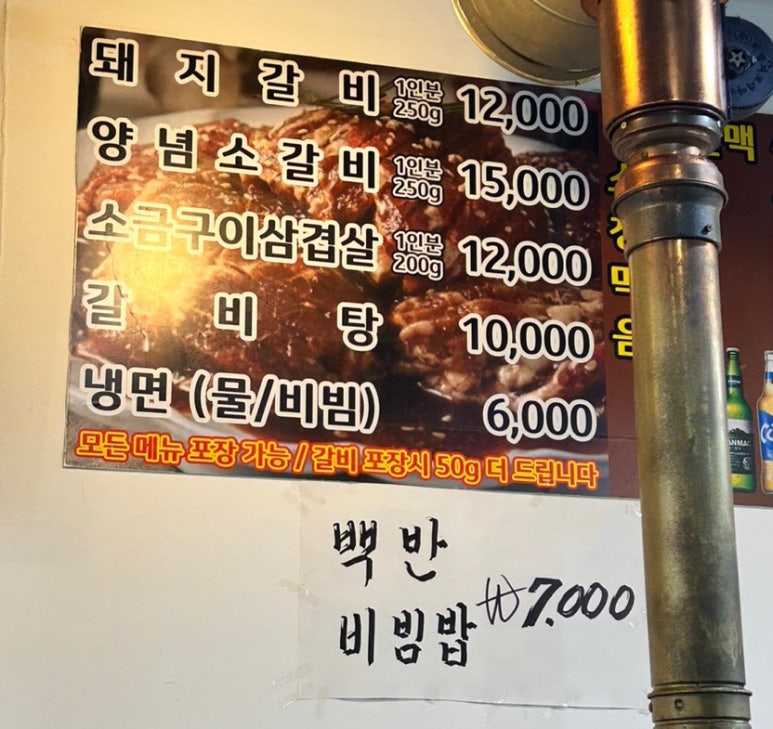 돼지갈비 1인분 250g 12,000
양념소갈비 1인분 250g 15,000
소금구이삼겹살 1인분 200g 12,000
갈비탕 10,000
냉면 (물/비빔) 6,000
모든 메뉴 포장 가능 / 갈비 포장시 50g 더 드립니다
맥
음
백반
비빔밥 ₩7.000